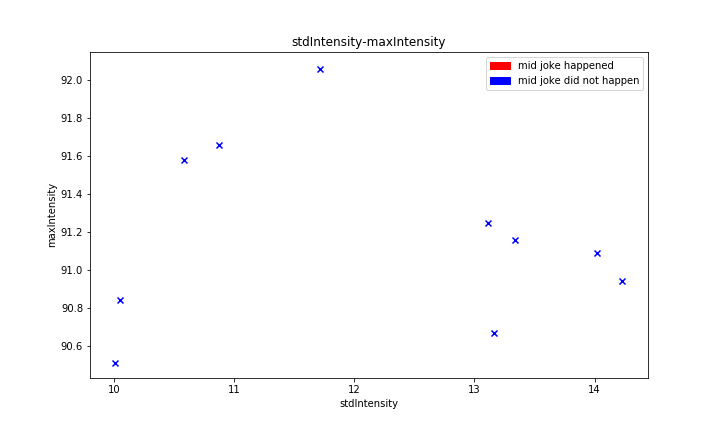 stdIntensity-maxIntensity
mid joke happened
mid joke did not happen
maxIntensity
92.0
91.8
91.6
91.4
91.2
91.0
90.8
90.6
10 11 12 13 14
stdIntensity